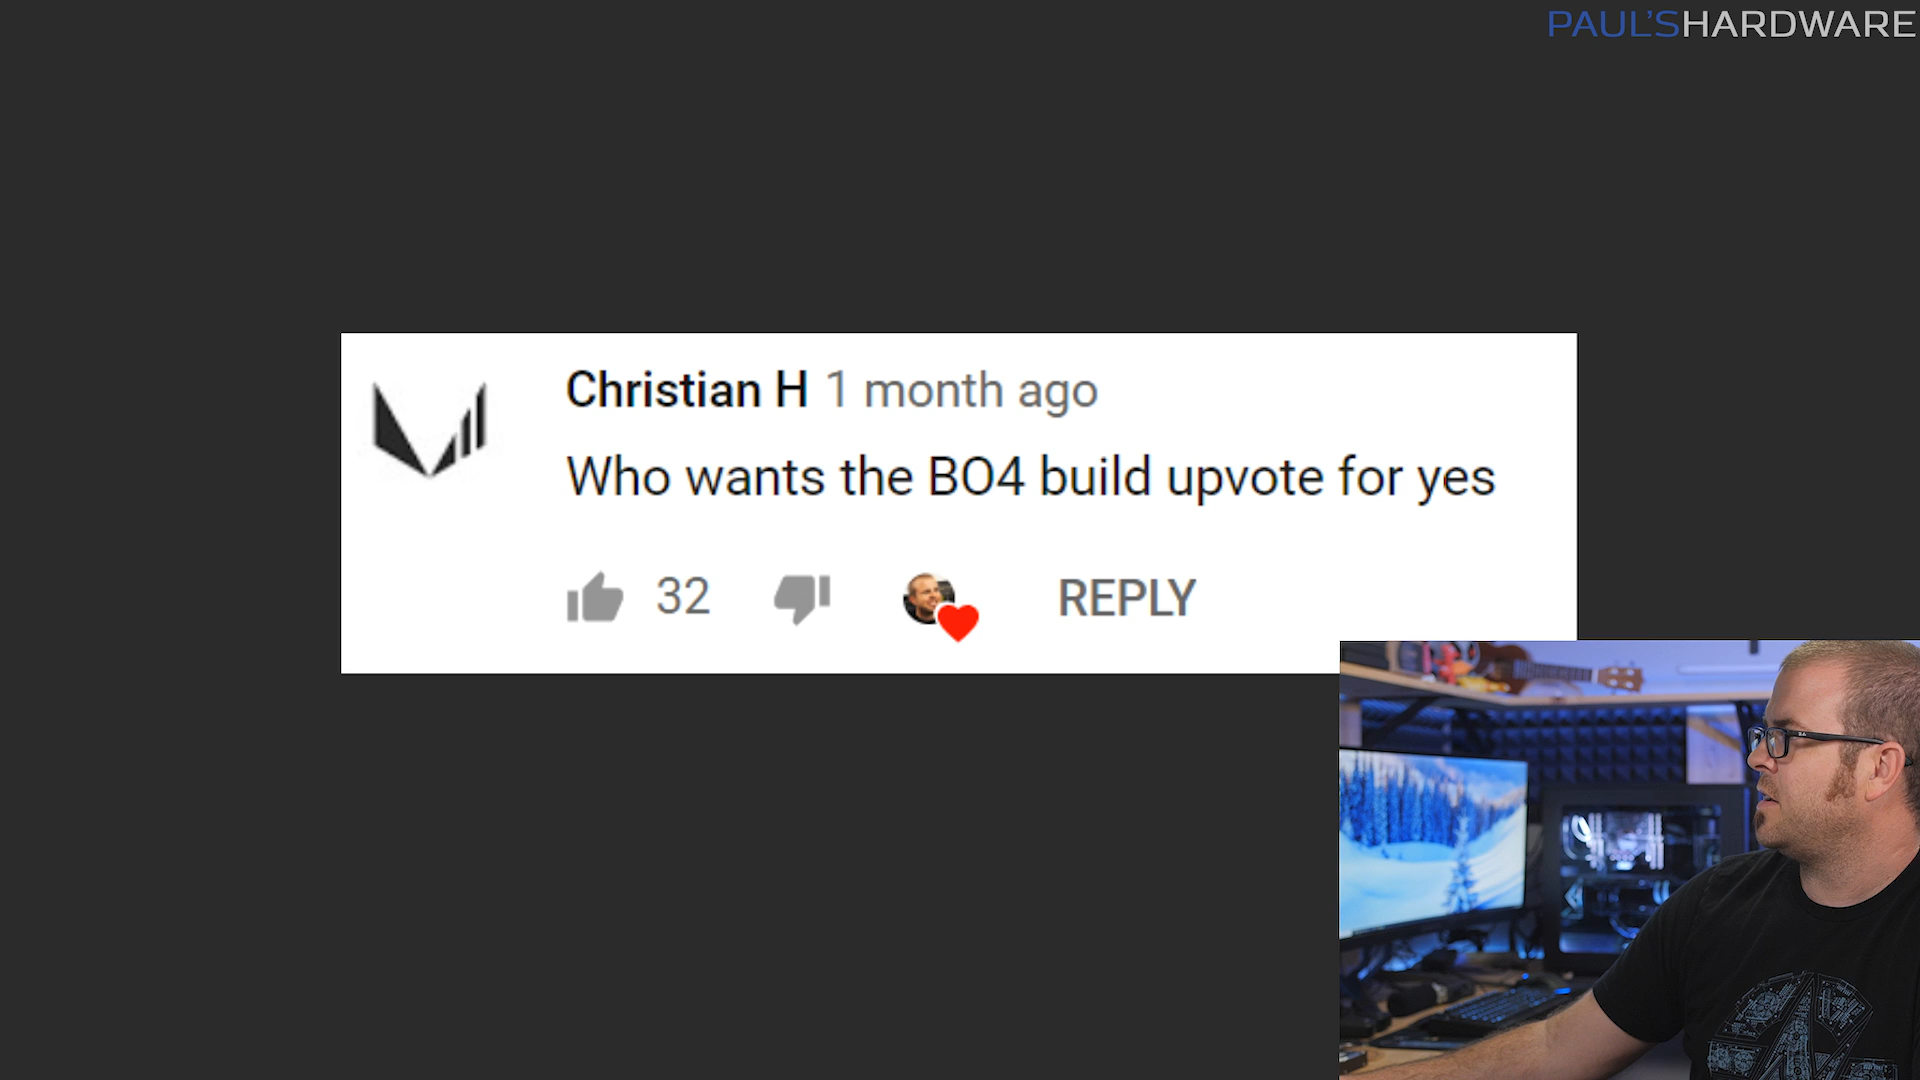 PAUL'SHARDWARE
Christian H 1 month ago
Who wants the BO4 build upvote for yes
32
REPLY